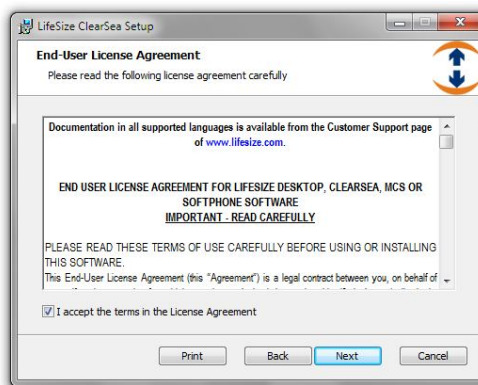 LifeSize ClearSea Setup
End-User License Agreement
Please read the following license agreement carefully
Documentation in all supported languages is available from the Customer Support page
of www.lifesize.com.
END USER LICENSE AGREEMENT FOR LIFESIZE DESKTOP, CLEARSEA, MCS OR
SOFTPHONE SOFTWARE
IMPORTANT - READ CAREFULLY
PLEASE READ THESE TERMS OF USE CAREFULLY BEFORE USING OR INSTALLING
THIS SOFTWARE.
This End-User License Agreement (this "Agreement") is a legal contract between you, on behalf of
I accept the terms in the License Agreement
Print Back Next Cancel